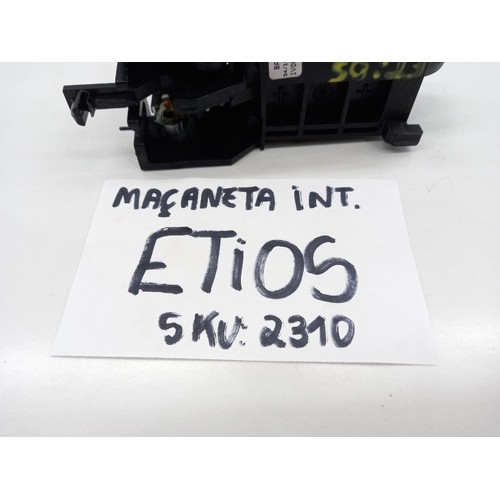 MAÇANETA INT.
ETiOS
SKU: 2310